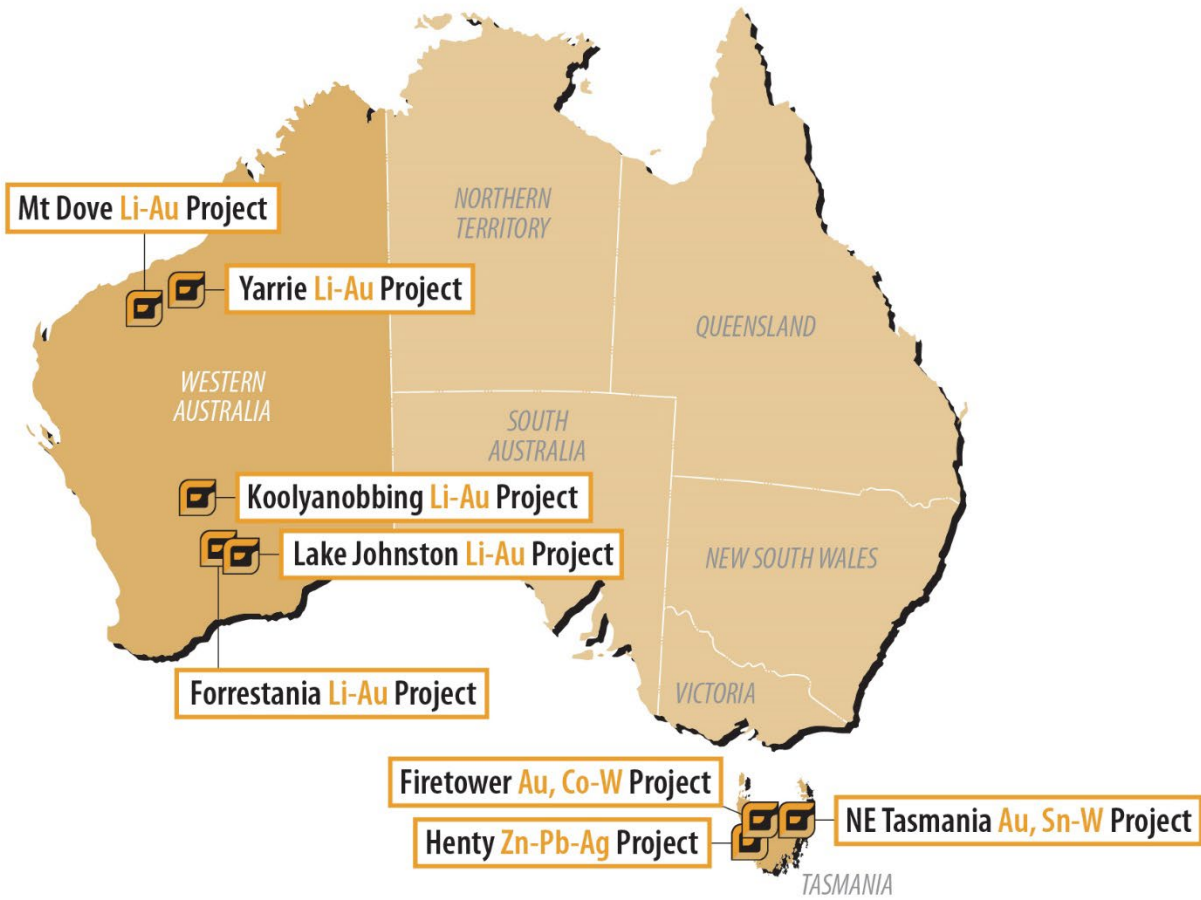 Mt Dove Li-Au Project
Yarrie Li-Au Project
NORTHERN
TERRITORY
QUEENSLAND
WESTERN
AUSTRALIA
SOUTH
AUSTRALIA
Koolyanobbing Li-Au Project
Lake Johnston Li-Au Project
NEW SOUTH WALES
Forrestania Li-Au Project
VICTORIA
Firetower Au, Co-W Project
NE Tasmania Au, Sn-W Project
Henty Zn-Pb-Ag Project
TASMANIA